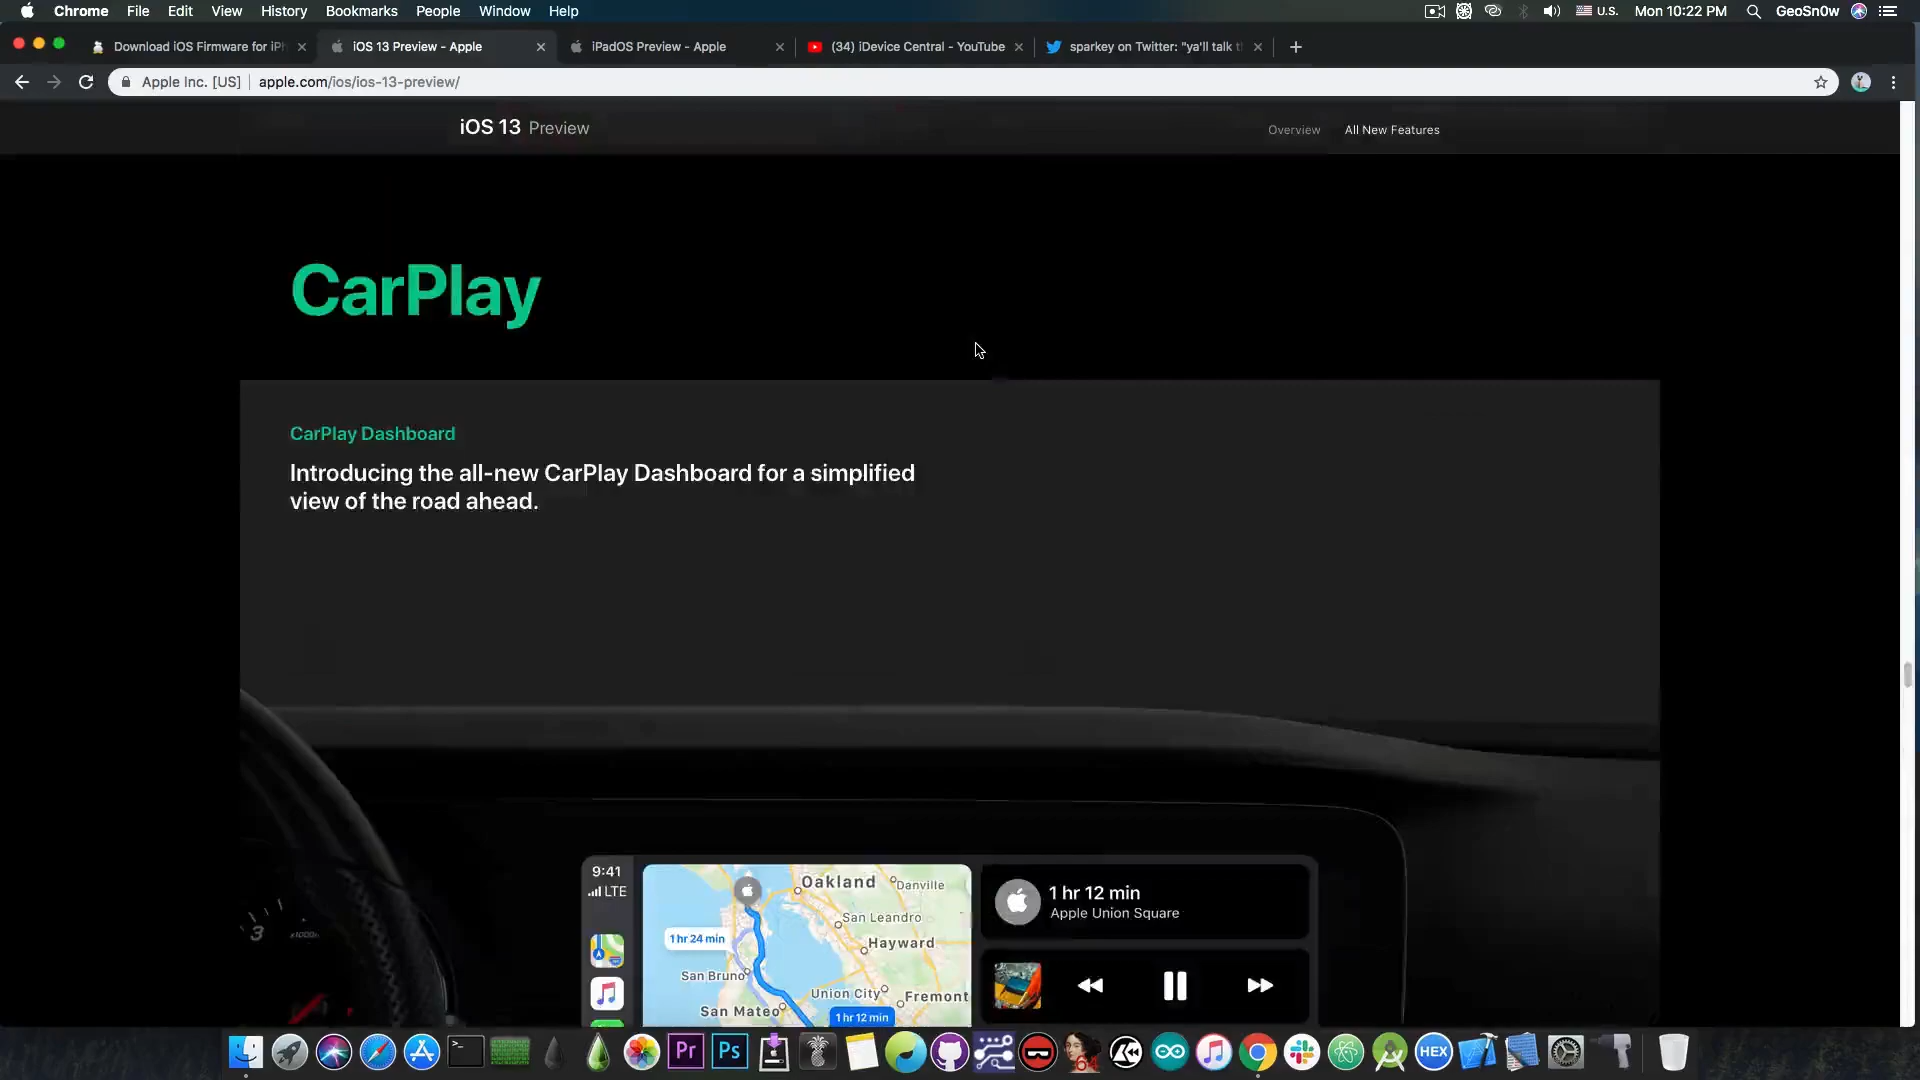 Chrome File Edit View History Bookmarks People Window Help
U.S. Mon 10:22 PM GeoSn0w
Download iOS Firmware for iPh
iOS 13 Preview - Apple
iPadOS Preview - Apple
(34) iDevice Central - YouTube
sparkey on Twitter: "ya'll talk t
Apple Inc. [US] apple.com/ios/ios-13-preview/
iOS 13 Preview
Overview All New Features
CarPlay
CarPlay Dashboard
Introducing the all-new CarPlay Dashboard for a simplified
view of the road ahead.
9:41
LTE
Oakland
Danville
San Leandro
1 hr 24 min
Hayward
San Bruno
Union City
Fremont
San Mateo
1 hr 12 min
1 hr 12 min
Apple Union Square
3
x1000
Pr
Ps
64
HEX